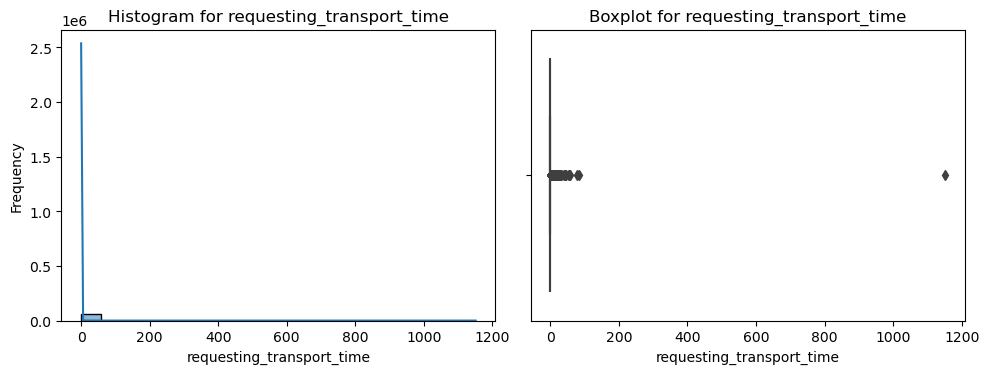 Histogram for requesting_transport_time
1e6
2.5
2.0
1.5
1.0
0.5
0.0
Frequency
0 200 400 600 800 1000 1200
requesting_transport_time
Boxplot for requesting_transport_time
0 200 400 600 800 1000 1200
requesting_transport_time